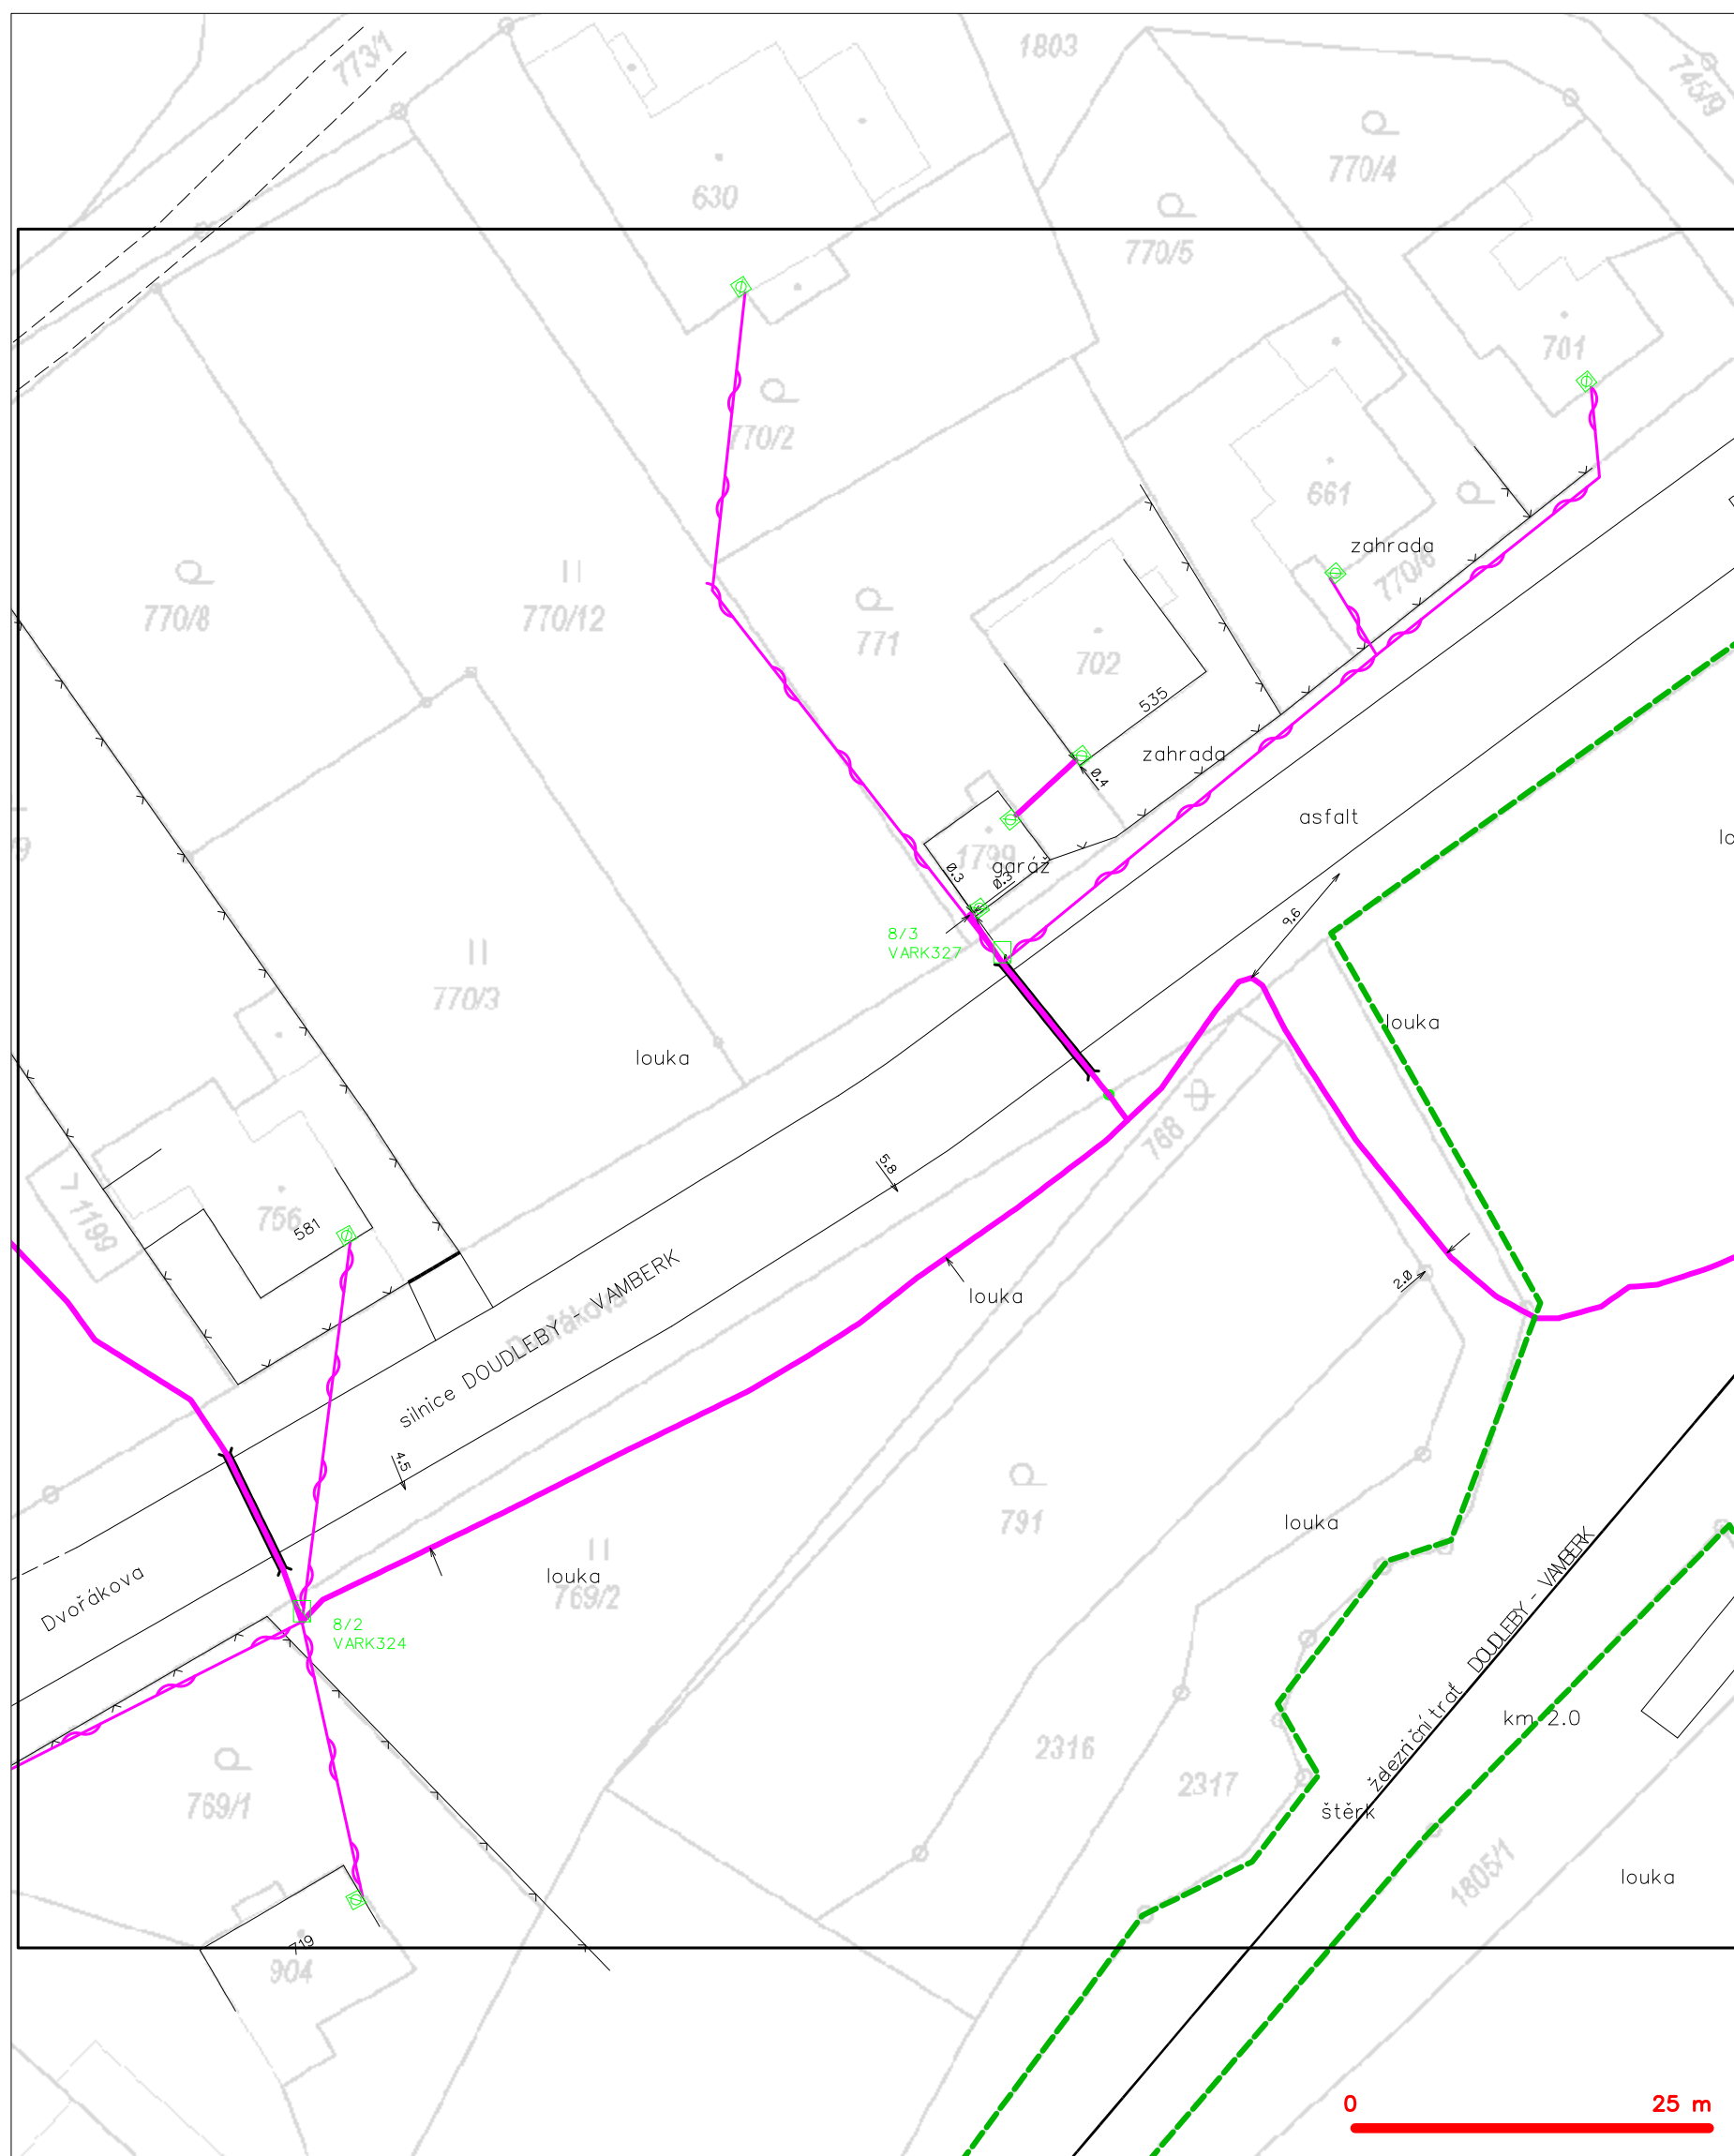 773/1
1803
745/9
770/4
630
770/5
701
770/2
661
zahrada
770/6
770/8
770/12
771
702
535
zahrada
0.4
asfalt
1799
garáž
0.3
0.3
9.6
8/3
VARK327
770/3
louka
louka
768
5.8
1199
756
581
2.0
louka
silnice DOUDLEBY - VAMBERK
Dvořákova
4.5
791
louka
louka
769/2
Dvořákova
8/2
VARK324
železniční trať DOUDLEBY - VAMBERK
km 2.0
2316
2317
769/1
štěrk
1805/1
louka
719
904
0
25 m